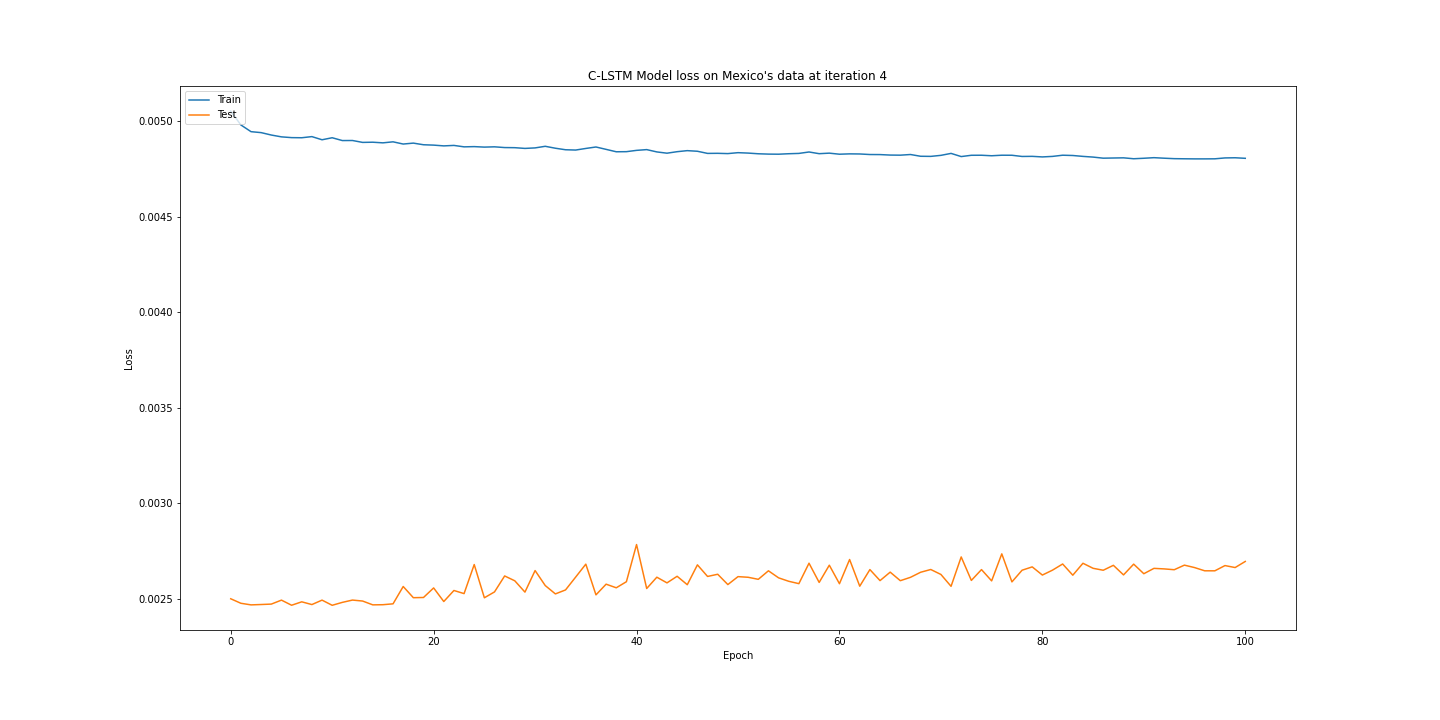 C-LSTM Model loss on Mexico's data at iteration 4
Train
Test
0.0050
0.0045
0.0040
0.0035
0.0030
0.0025
Loss
0 20 40 60 80 100
Epoch